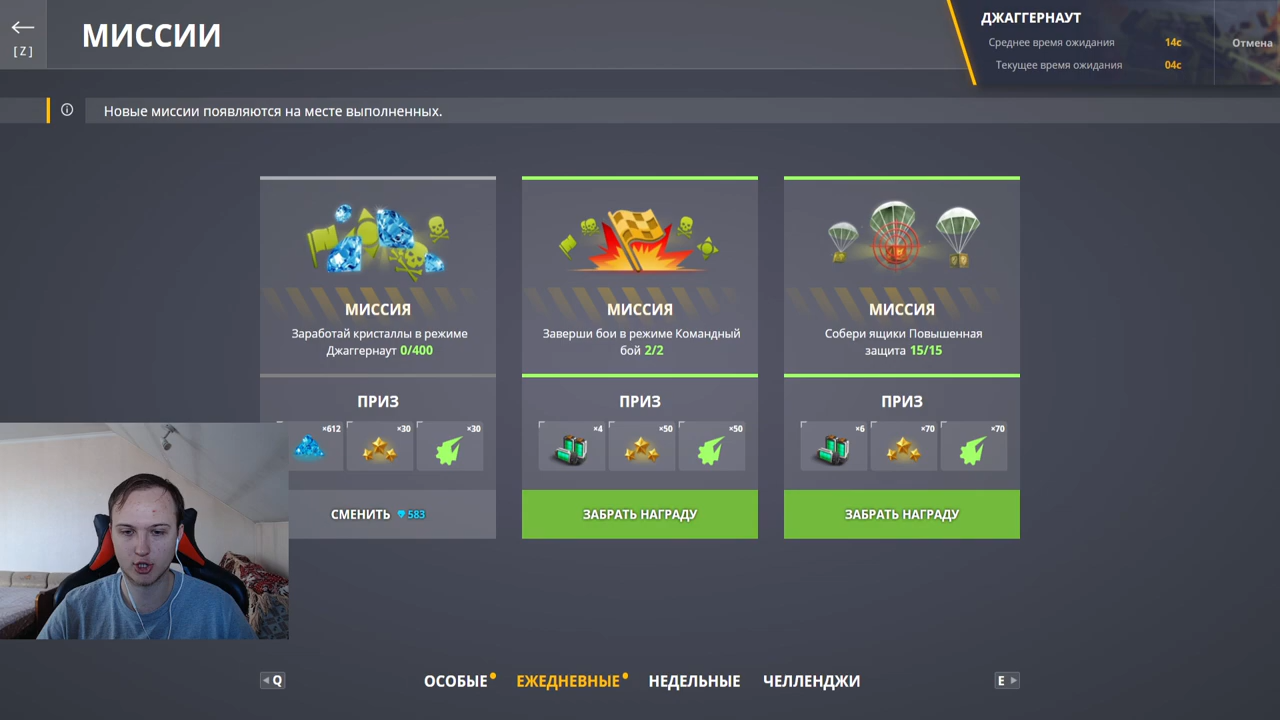 [ Z ]
МИССИИ
ДЖАГГЕРНАУТ
Среднее время ожидания 14с
Текущее время ожидания 04с
Отмена
Новые миссии появляются на месте выполненных.
МИССИЯ
Заработай кристаллы в режиме
Джаггернаут 0/400
ПРИЗ
×612 ×30 ×30
СМЕНИТЬ 583
МИССИЯ
Заверши бои в режиме Командный
бой 2/2
ПРИЗ
×4 ×50 ×50
ЗАБРАТЬ НАГРАДУ
МИССИЯ
Собери ящики Повышенная
защита 15/15
ПРИЗ
×6 ×70 ×70
ЗАБРАТЬ НАГРАДУ
Q ОСОБЫЕ ЕЖЕДНЕВНЫЕ НЕДЕЛЬНЫЕ ЧЕЛЛЕНДЖИ E